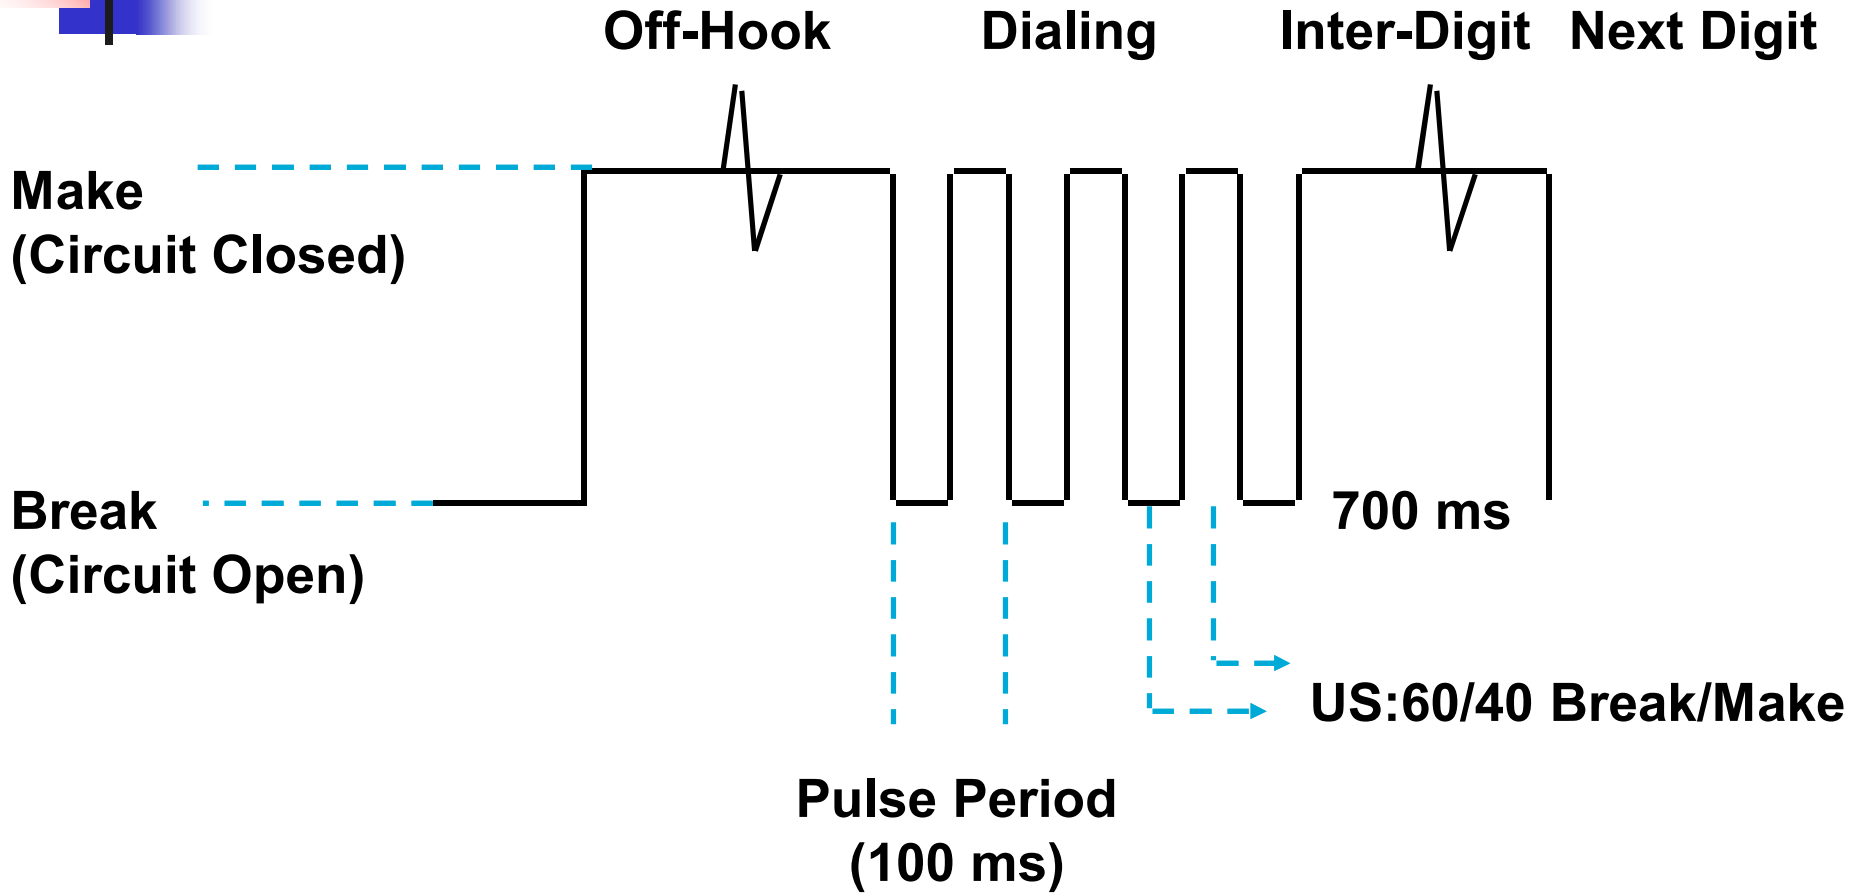 Off-Hook Dialing Inter-Digit Next Digit
Make
(Circuit Closed)
Break
(Circuit Open)
700 ms
US:60/40 Break/Make
Pulse Period
(100 ms)